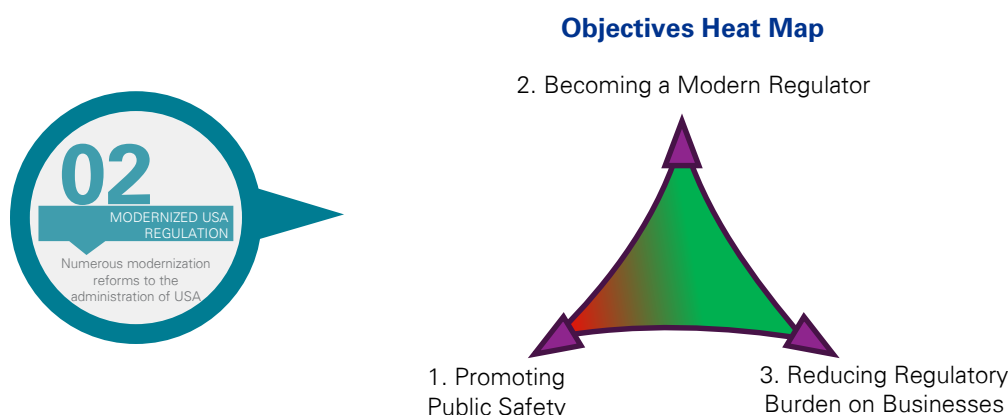 Objectives Heat Map
2. Becoming a Modern Regulator
02
MODERNIZED USA
REGULATION
Numerous modernization
reforms to the
administration of USA
1. Promoting
Public Safety
3. Reducing Regulatory
Burden on Businesses